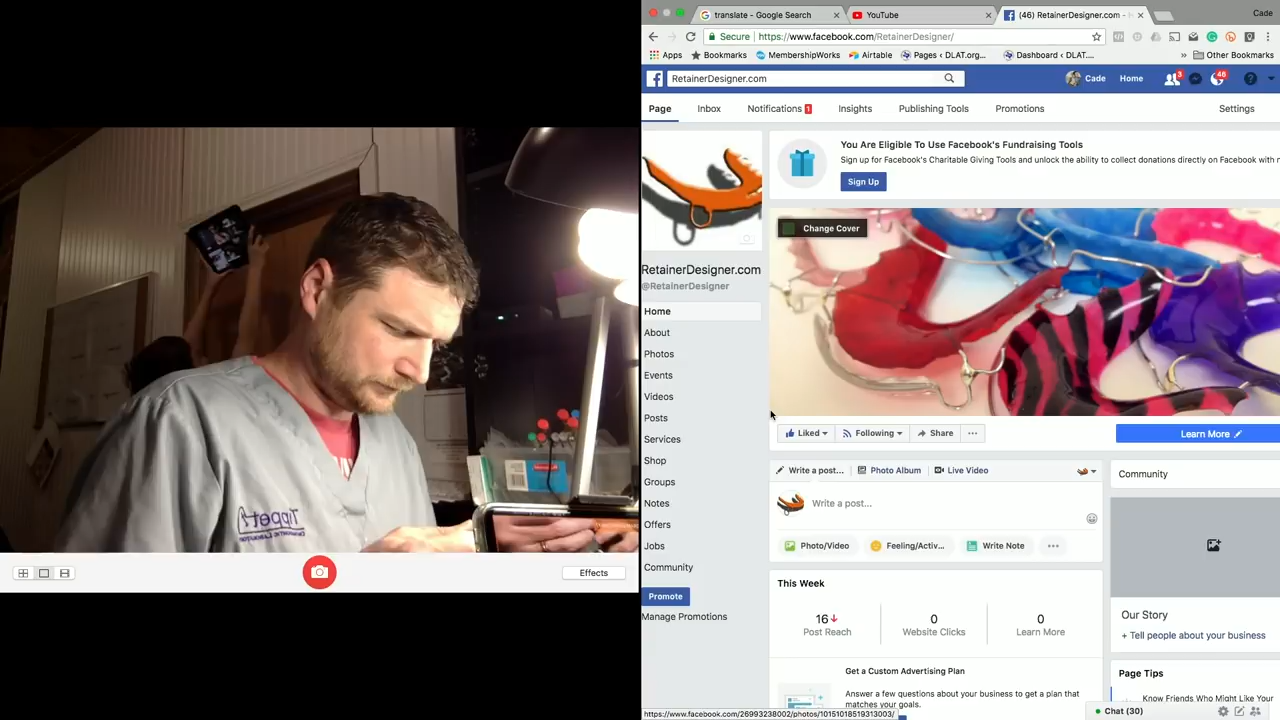 translate - Google Search
YouTube
(46) RetainerDesigner.com - H
Cade
Secure
https://www.facebook.com/RetainerDesigner/
Apps
Bookmarks
MembershipWorks
Airtable
Pages ‹ DLAT.org...
Dashboard ‹ DLAT....
»
Other Bookmarks
RetainerDesigner.com
Cade
Home
3
46
Page
Inbox
Notifications 1
Insights
Publishing Tools
Promotions
Settings
You Are Eligible To Use Facebook's Fundraising Tools
Sign up for Facebook's Charitable Giving Tools and unlock the ability to collect donations directly on Facebook with n
Sign Up
Change Cover
RetainerDesigner.com
@RetainerDesigner
Home
About
Photos
Events
Videos
Posts
Services
Shop
Groups
Notes
Offers
Jobs
Community
Promote
Manage Promotions
Liked
Following
Share
Learn More
Write a post...
Photo Album
Live Video
Write a post...
Photo/Video
Feeling/Activ...
Write Note
This Week
16
Post Reach
0
Website Clicks
0
Learn More
Get a Custom Advertising Plan
Answer a few questions about your business to get a plan that
matches your goals.
Community
Our Story
+ Tell people about your business
Page Tips
Know Friends Who Might Like Your
Chat (30)
https://www.facebook.com/26993238002/photos/10151018519313003/
Tippett
Effects